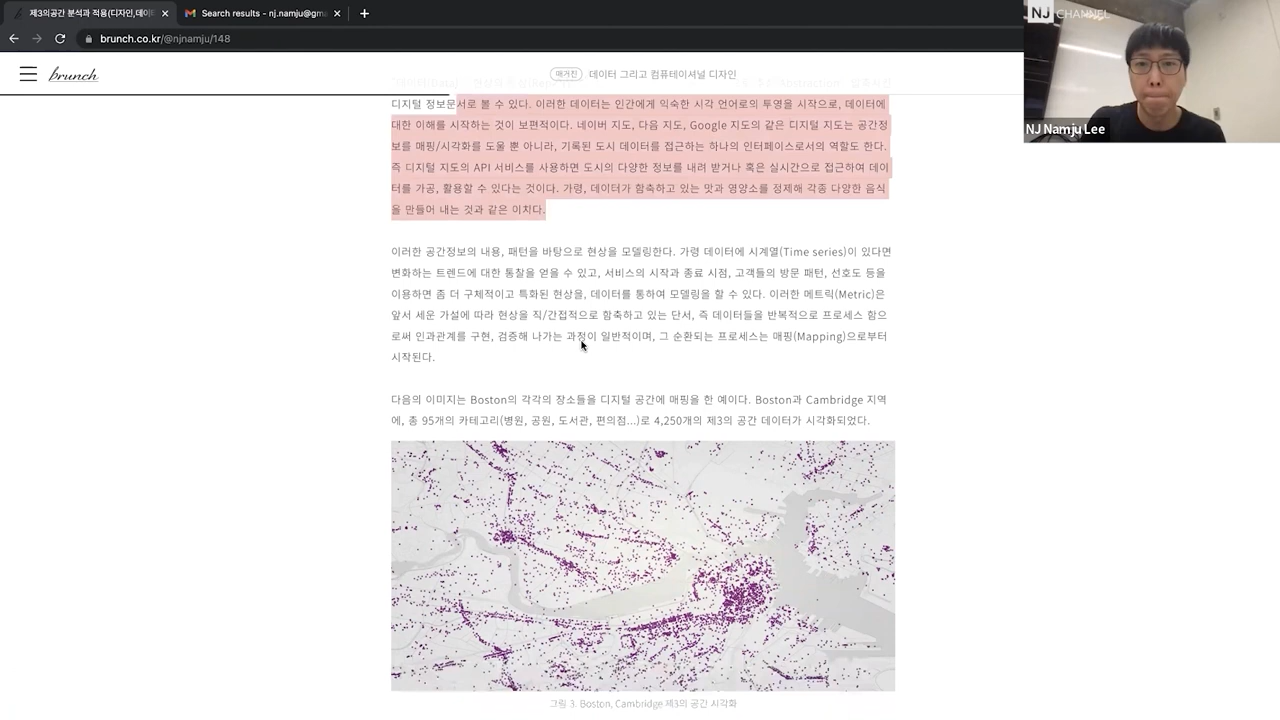 제3의공간 분석과 적용(디자인,데이터
Search results - nj.namju@gm
brunch.co.kr/@njnamju/148
NJ CHANNEL
NJ Namju Lee
brunch
매거진 데이터 그리고 컴퓨테이셔널 디자인
디지털 정보문서로 볼 수 있다. 이러한 데이터는 인간에게 익숙한 시각 언어로의 투영을 시작으로, 데이터에
대한 이해를 시작하는 것이 보편적이다. 네이버 지도, 다음 지도, Google 지도의 같은 디지털 지도는 공간정
보를 매핑/시각화를 도울 뿐 아니라, 기록된 도시 데이터를 접근하는 하나의 인터페이스로서의 역할도 한다.
즉 디지털 지도의 API 서비스를 사용하면 도시의 다양한 정보를 내려 받거나 혹은 실시간으로 접근하여 데이
터를 가공, 활용할 수 있다는 것이다. 가령, 데이터가 함축하고 있는 맛과 영양소를 정제해 각종 다양한 음식
을 만들어 내는 것과 같은 이치다.
이러한 공간정보의 내용, 패턴을 바탕으로 현상을 모델링한다. 가령 데이터에 시계열(Time series)이 있다면
변화하는 트렌드에 대한 통찰을 얻을 수 있고, 서비스의 시작과 종료 시점, 고객들의 방문 패턴, 선호도 등을
이용하면 좀 더 구체적이고 특화된 현상을, 데이터를 통하여 모델링을 할 수 있다. 이러한 메트릭(Metric)은
앞서 세운 가설에 따라 현상을 직/간접적으로 함축하고 있는 단서, 즉 데이터들을 반복적으로 프로세스 함으
로써 인과관계를 구현, 검증해 나가는 과정이 일반적이며, 그 순환되는 프로세스는 매핑(Mapping)으로부터
시작된다.
다음의 이미지는 Boston의 각각의 장소들을 디지털 공간에 매핑을 한 예이다. Boston과 Cambridge 지역
에, 총 95개의 카테고리(병원, 공원, 도서관, 편의점...)로 4,250개의 제3의 공간 데이터가 시각화되었다.
그림 3. Boston, Cambridge 제3의 공간 시각화